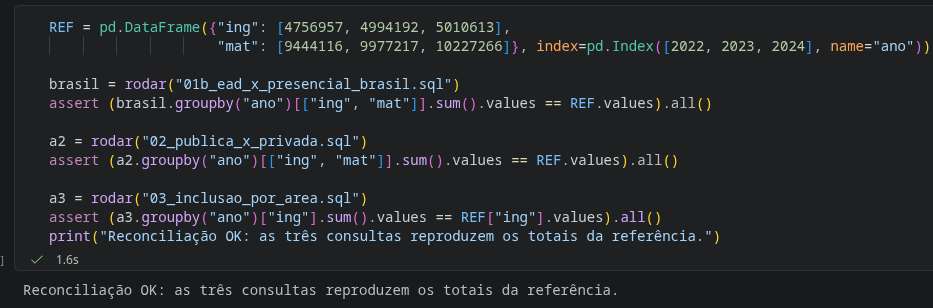 REF = pd.DataFrame({"ing": [4756957, 4994192, 5010613],
"mat": [9444116, 9977217, 10227266]}, index=pd.Index([2022, 2023, 2024], name="ano"))
brasil = rodar("01b_ead_x_presencial_brasil.sql")
assert (brasil.groupby("ano")[["ing", "mat"]].sum().values == REF.values).all()
a2 = rodar("02_publica_x_privada.sql")
assert (a2.groupby("ano")[["ing", "mat"]].sum().values == REF.values).all()
a3 = rodar("03_inclusao_por_area.sql")
assert (a3.groupby("ano")["ing"].sum().values == REF["ing"].values).all()
print("Reconciliação OK: as três consultas reproduzem os totais da referência.")
] ✓ 1.6s
Reconciliação OK: as três consultas reproduzem os totais da referência.